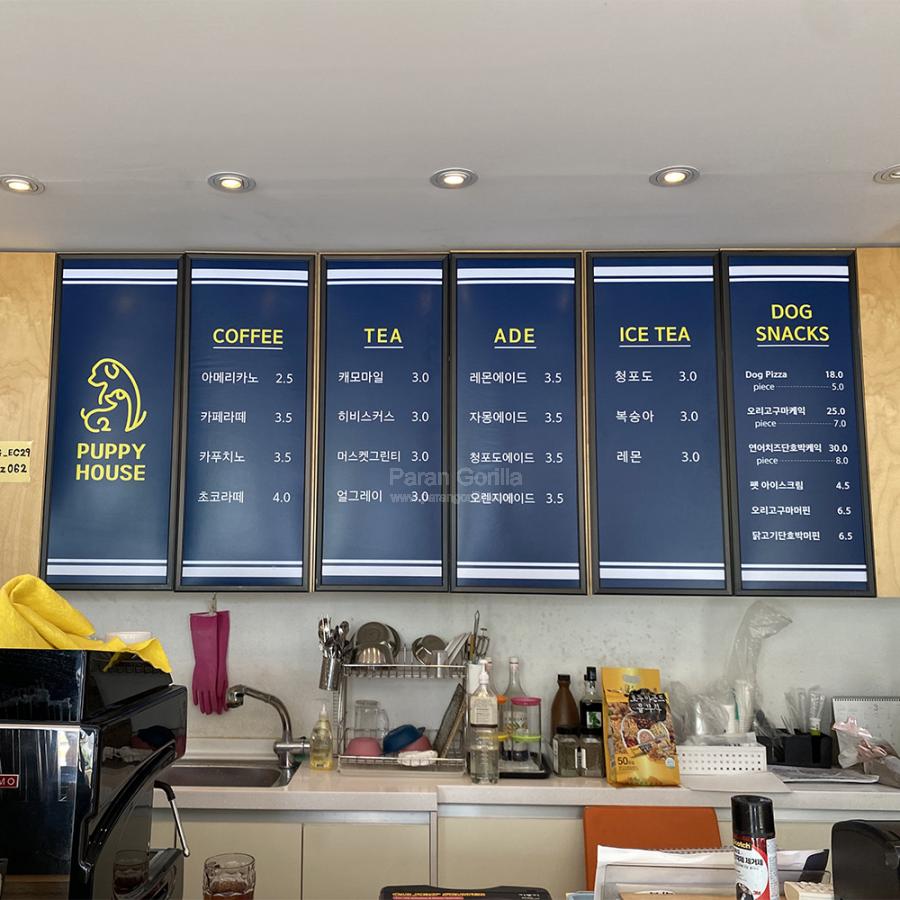 PUPPY
HOUSE
COFFEE
아메리카노 2.5
카페라떼 3.5
카푸치노 3.5
초코라떼 4.0
TEA
캐모마일 3.0
히비스커스 3.0
머스켓그린티 3.0
얼그레이 3.0
ADE
레몬에이드 3.5
자몽에이드 3.5
청포도에이드 3.5
오렌지에이드 3.5
ICE TEA
청포도 3.0
복숭아 3.0
레몬 3.0
DOG
SNACKS
Dog Pizza 18.0
piece 5.0
오리고구마케익 25.0
piece 7.0
연어치즈단호박케익 30.0
piece 8.0
펫 아이스크림 4.5
오리고구마머핀 6.5
닭고기단호박머핀 6.5
Paran Gorilla
_EC29
z062
50